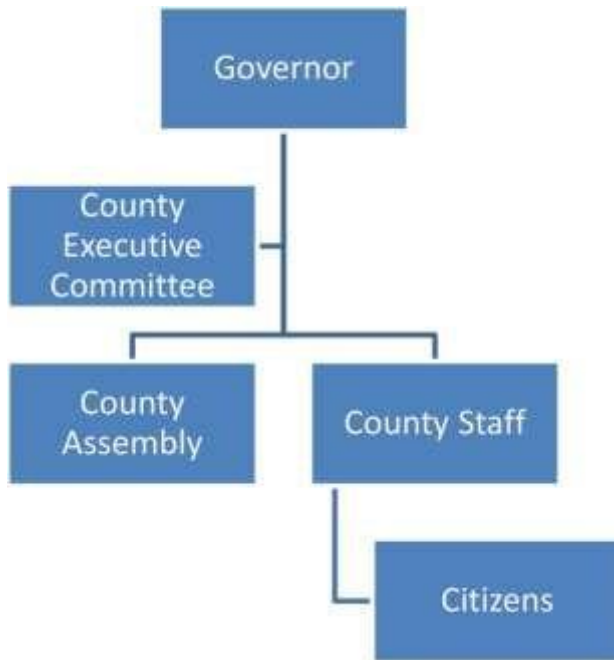 Governor
County
Executive
Committee
County
Assembly
County Staff
Citizens